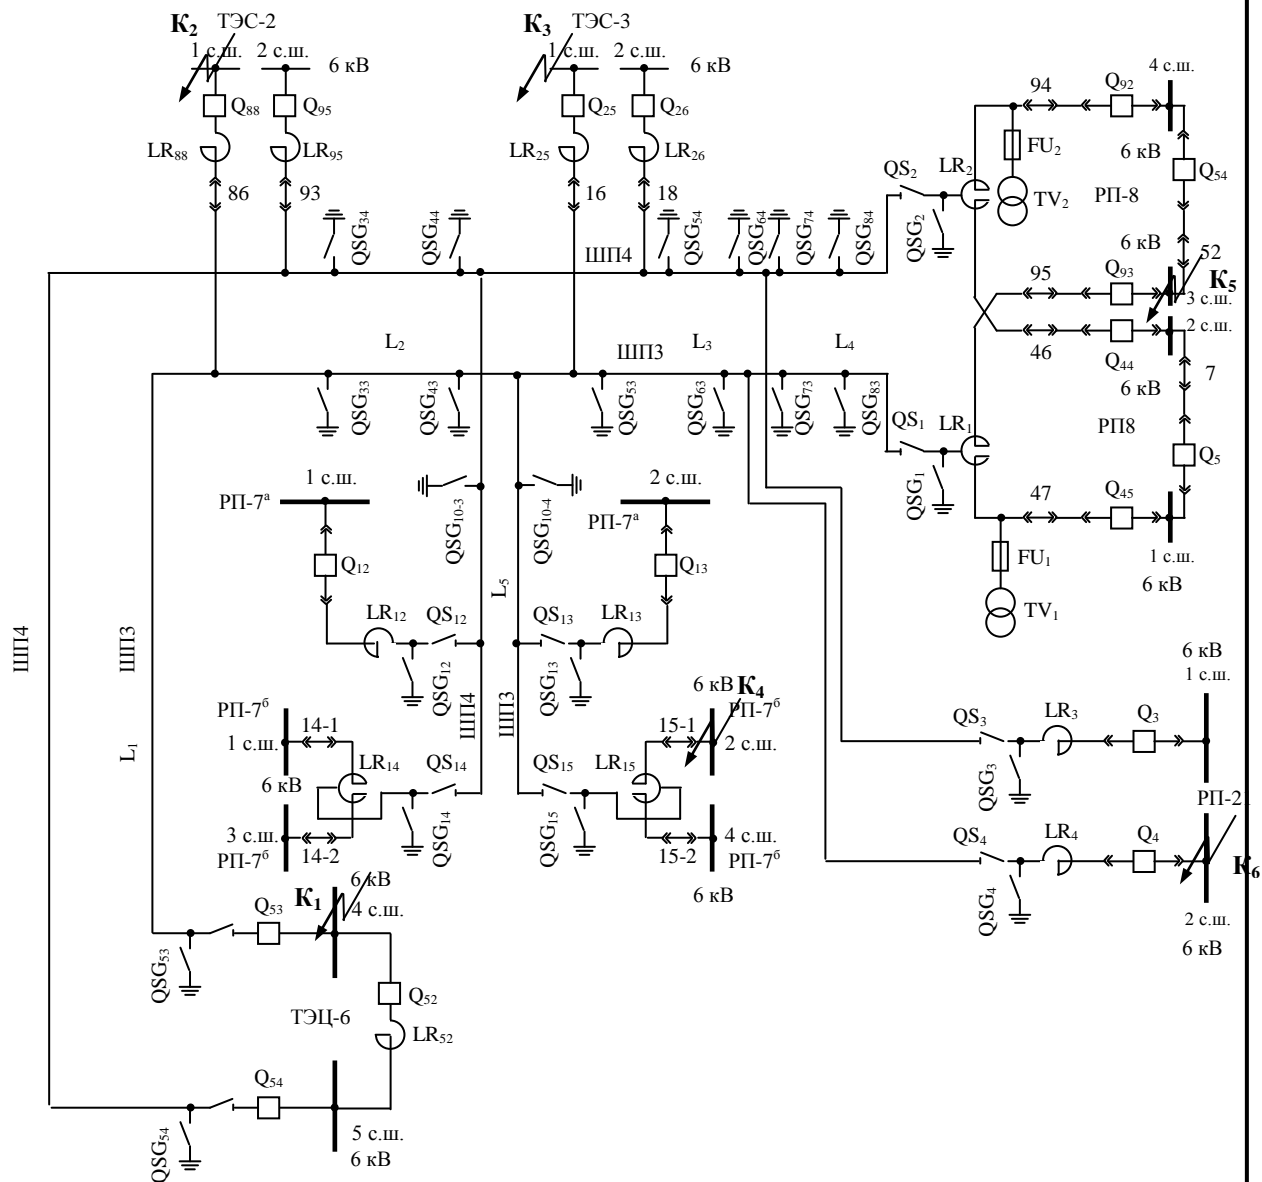 К2 ТЭС-2
1 с.ш. 2 с.ш. 6 кВ
Q88 Q95
LR88 LR95
86 93
К3 ТЭС-3
1 с.ш. 2 с.ш. 6 кВ
Q25 Q26
LR25 LR26
16 18
QSG34 QSG44 QSG54 QSG64 QSG74 QSG84
ШП4
94 Q92 4 с.ш.
FU2 6 кВ
QS2 LR2 Q54
TV2 РП-8
QSG2
6 кВ 52
95 Q93 К5
3 с.ш.
2 с.ш.
46 Q44
6 кВ 7
L2 ШП3 L3 L4
QSG33 QSG43 QSG53 QSG63 QSG73 QSG83
QS1 LR1 РП8
Q5
QSG1
47 Q45
FU1 1 с.ш.
6 кВ
TV1
1 с.ш. 2 с.ш.
РП-7а РП-7а
QSG10-3 QSG10-4
Q12 Q13
L5
LR12 QS12 QS13 LR13
QSG12 QSG13
ШП4 ШП3 ШП4 ШП3
L1
РП-7б 14-1
1 с.ш.
6 кВ LR14 QS14
3 с.ш.
РП-7б 14-2 QSG14
6 кВ К4
15-1 РП-7б
2 с.ш.
QS15 LR15
QSG15 4 с.ш.
15-2 РП-7б
6 кВ
6 кВ
1 с.ш.
QS3 LR3 Q3
QSG3
РП-2
QS4 LR4 Q4
К6
QSG4
2 с.ш.
6 кВ
К1 6 кВ
Q53 4 с.ш.
QSG53
Q52
ТЭЦ-6 LR52
Q54
QSG54 5 с.ш.
6 кВ